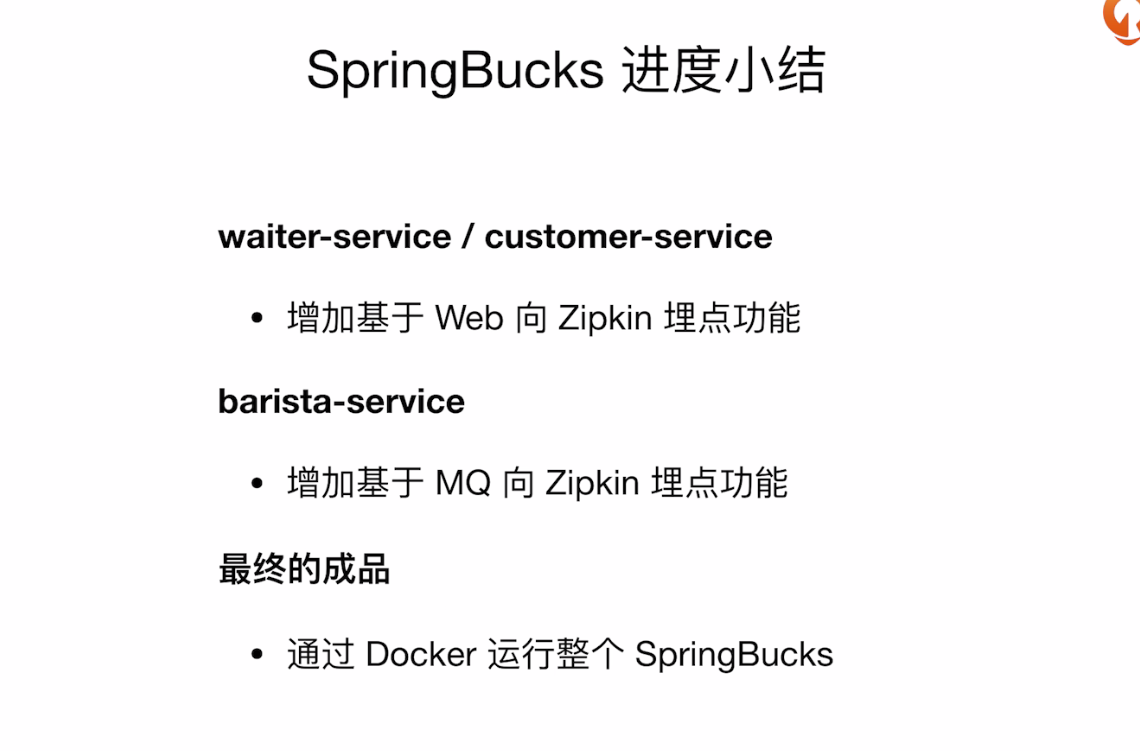 SpringBucks 进度小结
waiter-service / customer-service
• 增加基于 Web 向 Zipkin 埋点功能
barista-service
• 增加基于 MQ 向 Zipkin 埋点功能
最终的成品
• 通过 Docker 运行整个 SpringBucks